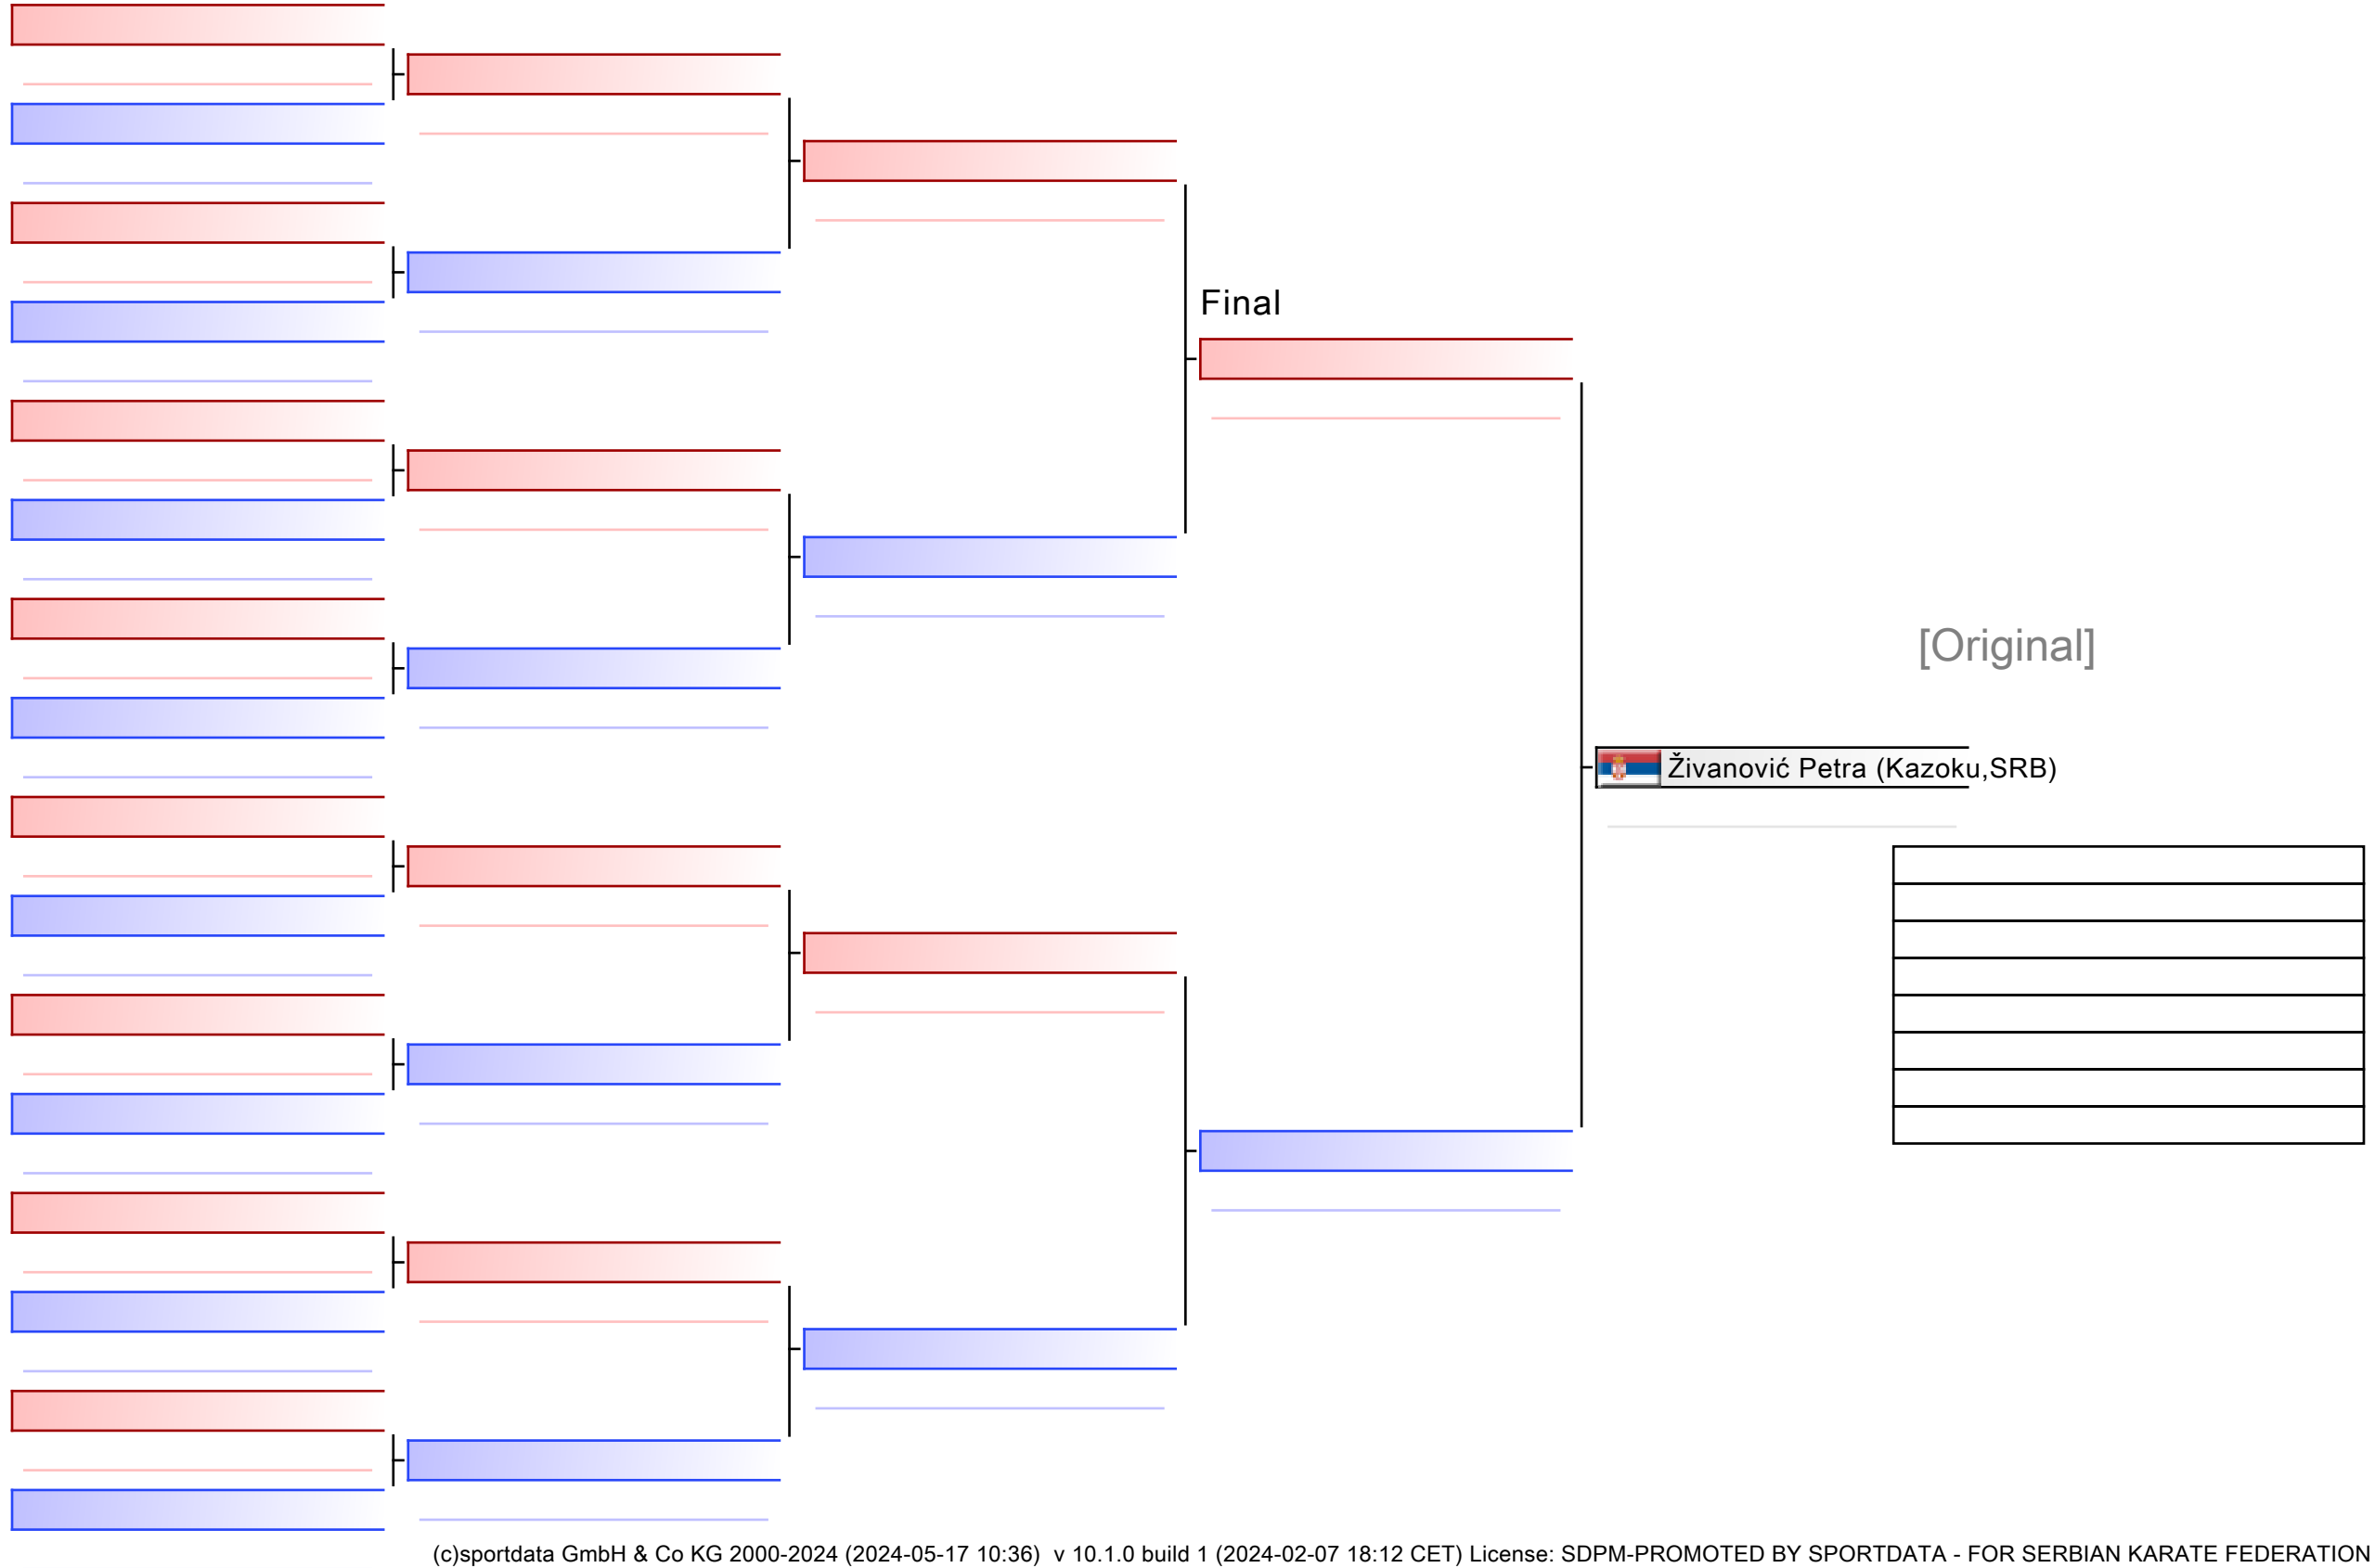 Final
[Original]
Živanović Petra (Kazoku,SRB)
(c)sportdata GmbH & Co KG 2000-2024 (2024-05-17 10:36)  v 10.1.0 build 1 (2024-02-07 18:12 CET) License: SDPM-PROMOTED BY SPORTDATA - FOR SERBIAN KARATE FEDERATION